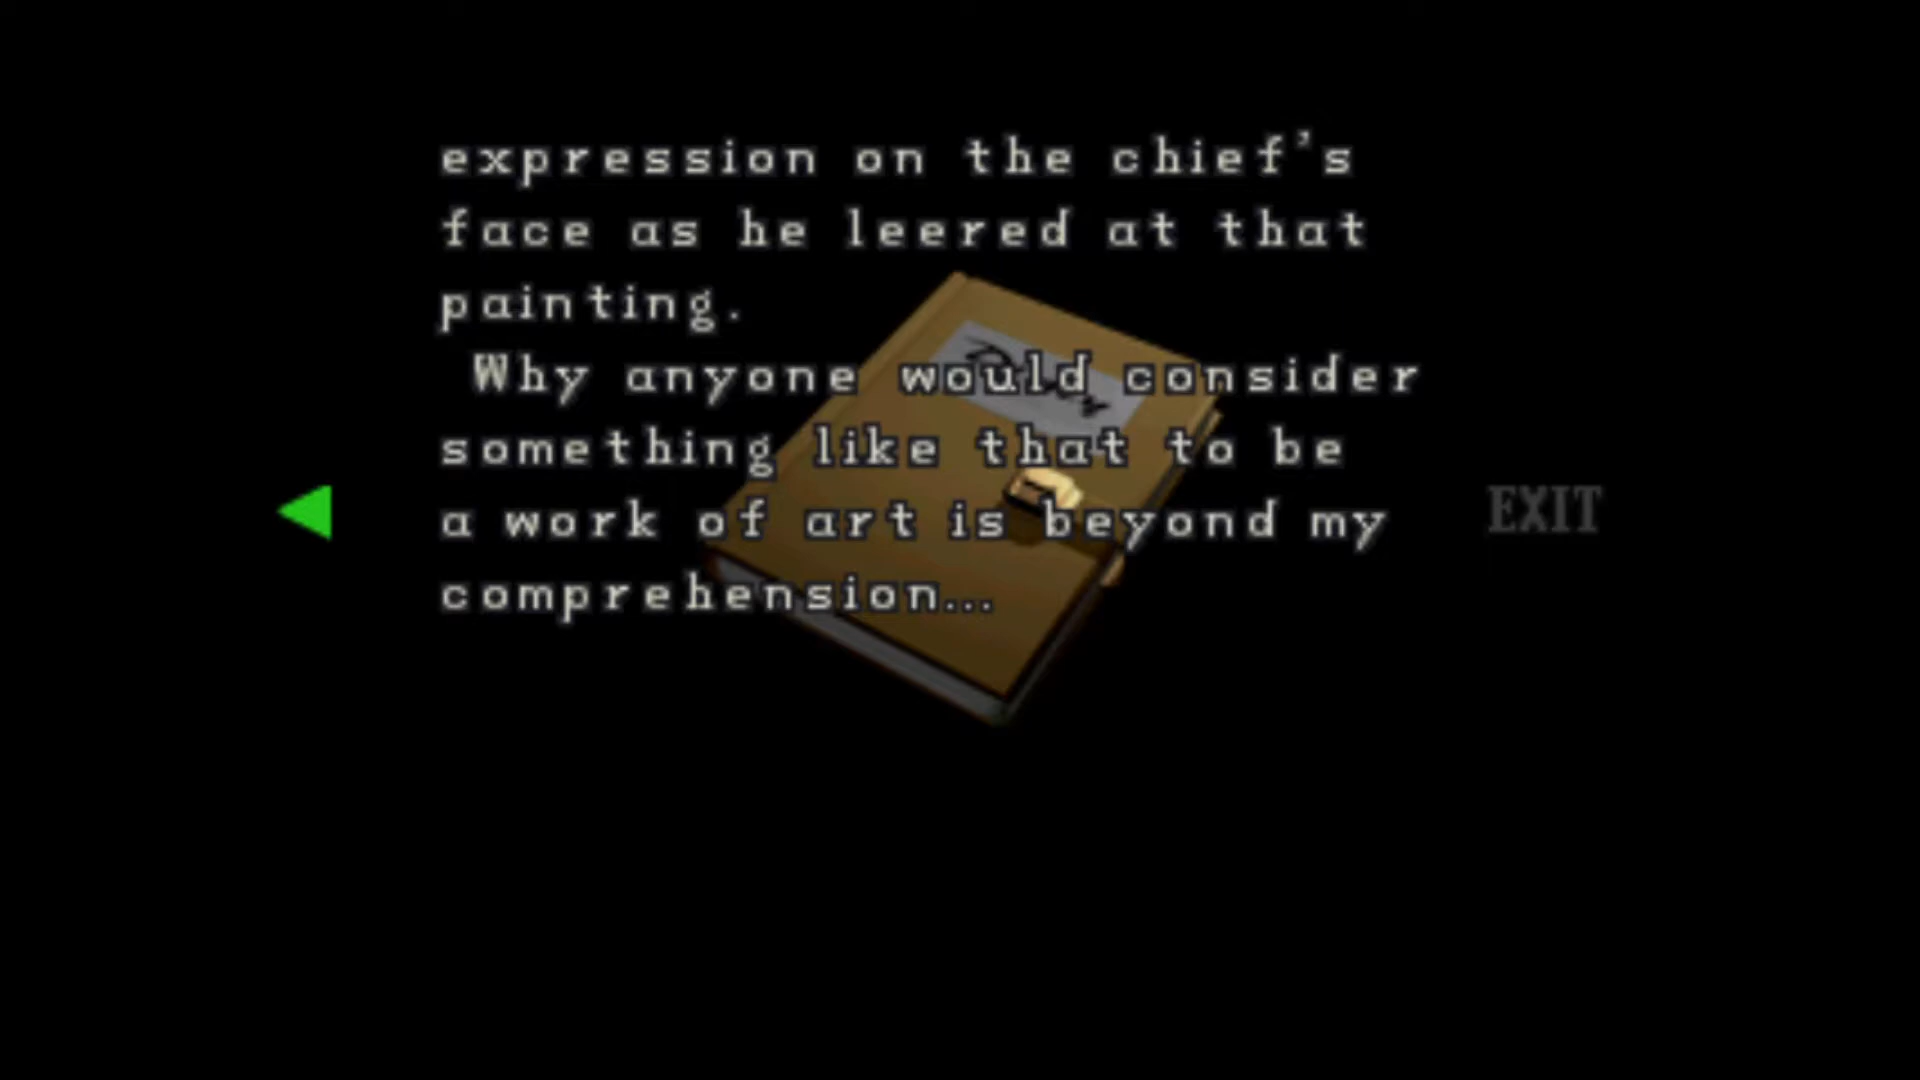 expression on the chief's
face as he leered at that
painting.
Why anyone would consider
something like that to be
a work of art is beyond my
comprehension...
EXIT